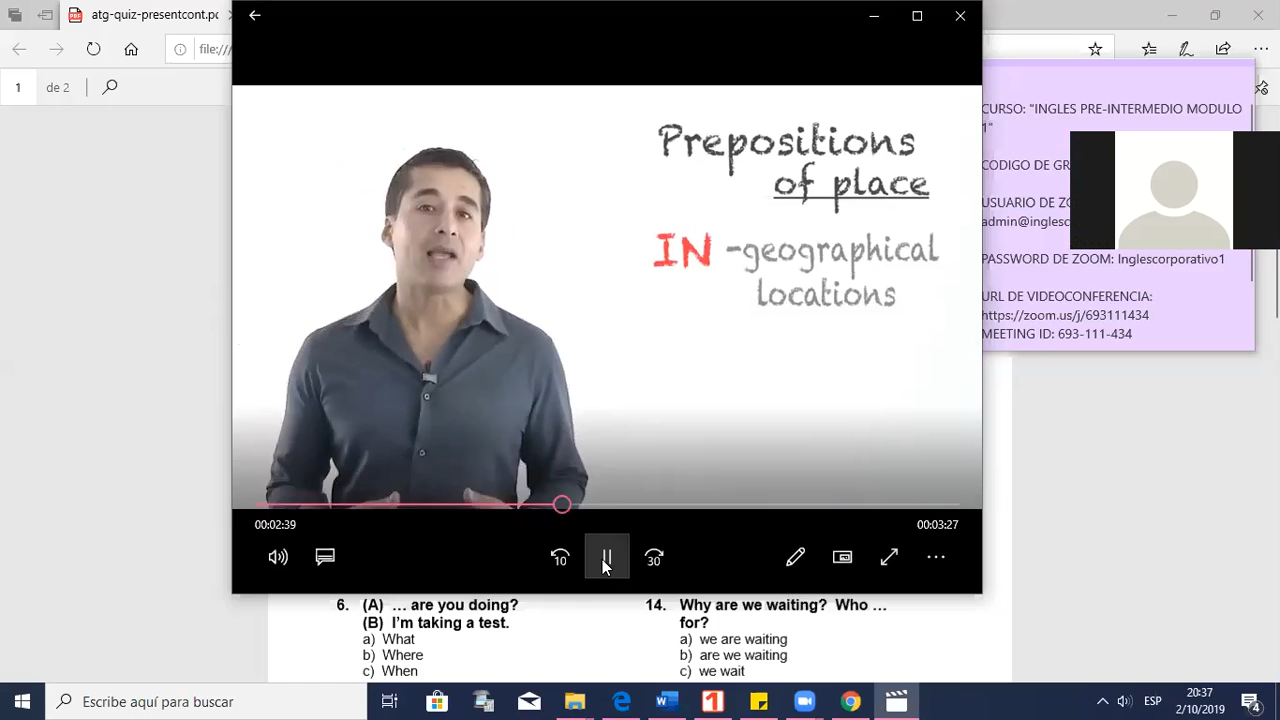 atg-quiz-presentcont.pd
file://
1 de 2
Prepositions
of place
IN -geographical
locations
00:02:39
00:03:27
10
30
CURSO: "INGLES PRE-INTERMEDIO MODULO
1"
CODIGO DE GR
USUARIO DE ZO
admin@inglesc
PASSWORD DE ZOOM: Inglescorporativo1
URL DE VIDEOCONFERENCIA:
https://zoom.us/j/693111434
MEETING ID: 693-111-434
6. (A) … are you doing?
(B) I'm taking a test.
a) What
b) Where
c) When
14. Why are we waiting? Who …
for?
a) we are waiting
b) are we waiting
c) we wait
Escribe aquí para buscar
ESP
20:37
2/10/2019
4